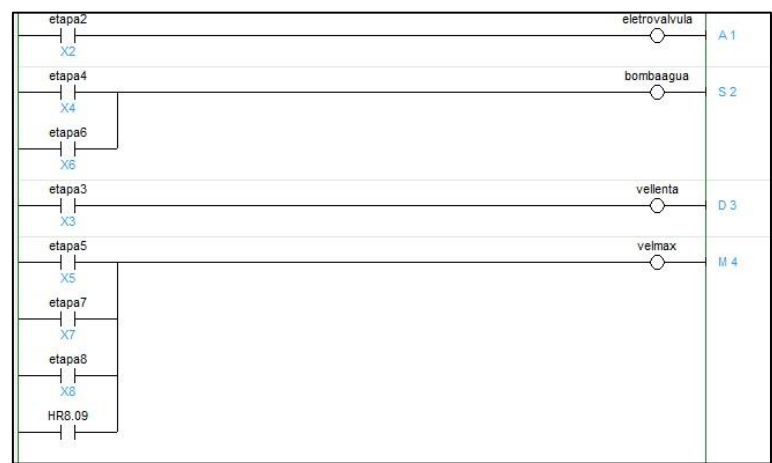 etapa2 eletrovalvula
A 1
X2
etapa4 bombaagua
S 2
X4
etapa6
X6
etapa3 vellenta
D 3
X3
etapa5 velmax
M 4
X5
etapa7
X7
etapa8
X8
HR8.09